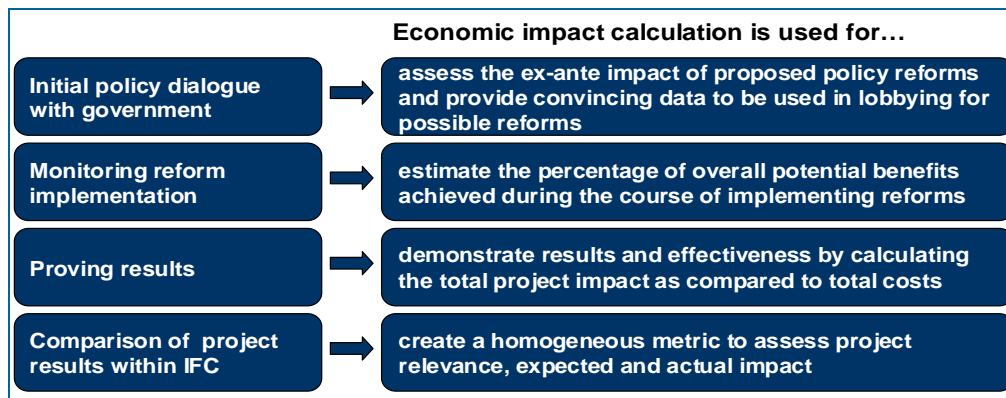 Economic impact calculation is used for…
Initial policy dialogue
with government
assess the ex-ante impact of proposed policy reforms
and provide convincing data to be used in lobbying for
possible reforms
Monitoring reform
implementation
estimate the percentage of overall potential benefits
achieved during the course of implementing reforms
Proving results
demonstrate results and effectiveness by calculating
the total project impact as compared to total costs
Comparison of project
results within IFC
create a homogeneous metric to assess project
relevance, expected and actual impact